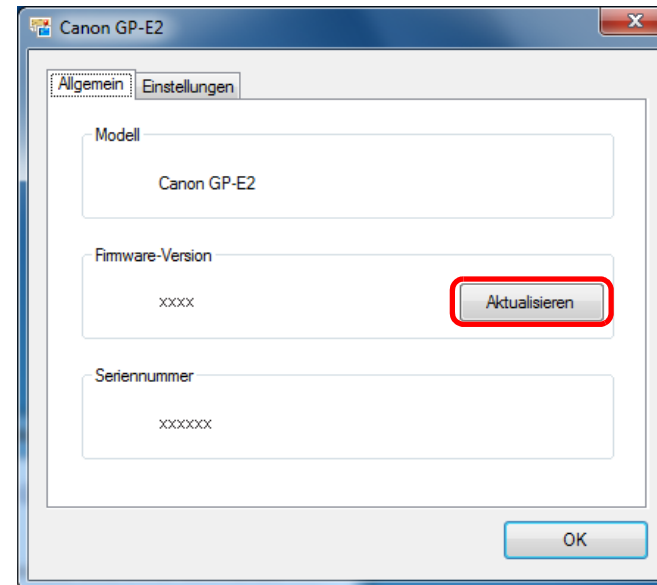 Canon GP-E2
Allgemein Einstellungen
Modell
Canon GP-E2
Firmware-Version
xxxx Aktualisieren
Seriennummer
xxxxxx
OK